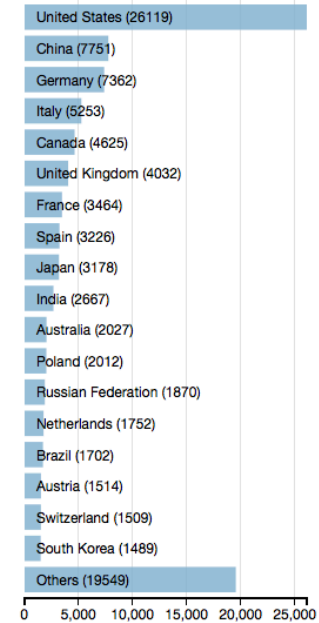 United States (26119)
China (7751)
Germany (7362)
Italy (5253)
Canada (4625)
United Kingdom (4032)
France (3464)
Spain (3226)
Japan (3178)
India (2667)
Australia (2027)
Poland (2012)
Russian Federation (1870)
Netherlands (1752)
Brazil (1702)
Austria (1514)
Switzerland (1509)
South Korea (1489)
Others (19549)
0 5,000 10,000 15,000 20,000 25,000